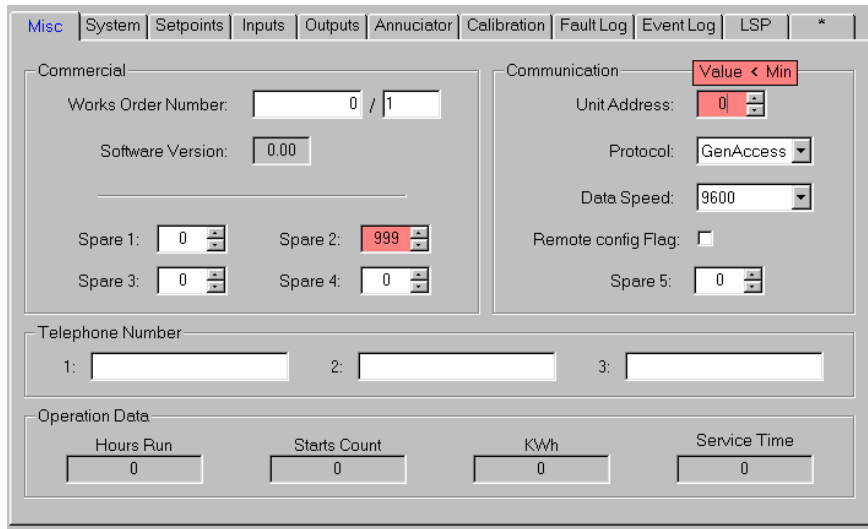 Misc System Setpoints Inputs Outputs Annuciator Calibration Fault Log Event Log LSP *
Commercial
Works Order Number: 0 / 1
Software Version: 0.00
Spare 1: 0 Spare 2: 999
Spare 3: 0 Spare 4: 0
Communication
Value < Min
Unit Address: 0
Protocol: GenAccess
Data Speed: 9600
Remote config Flag:
Spare 5: 0
Telephone Number
1: 2: 3:
Operation Data
Hours Run Starts Count KWh Service Time
0 0 0 0